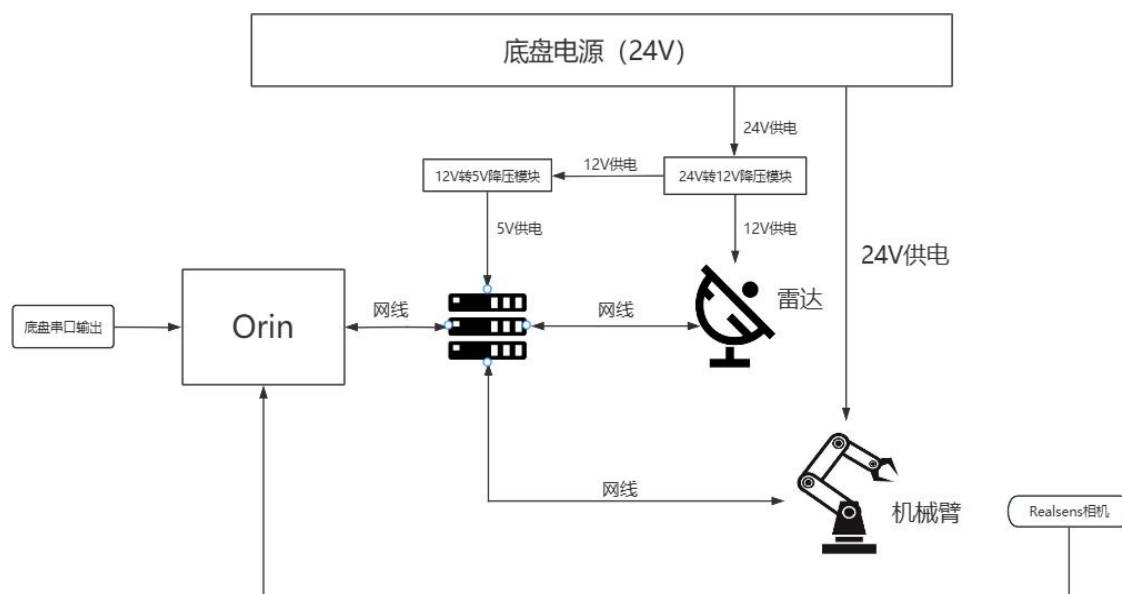 底盘电源（24V）
24V供电
12V转5V降压模块
12V供电
24V转12V降压模块
5V供电
12V供电
24V供电
雷达
底盘串口输出
Orin
网线
网线
网线
机械臂
Realsens相机